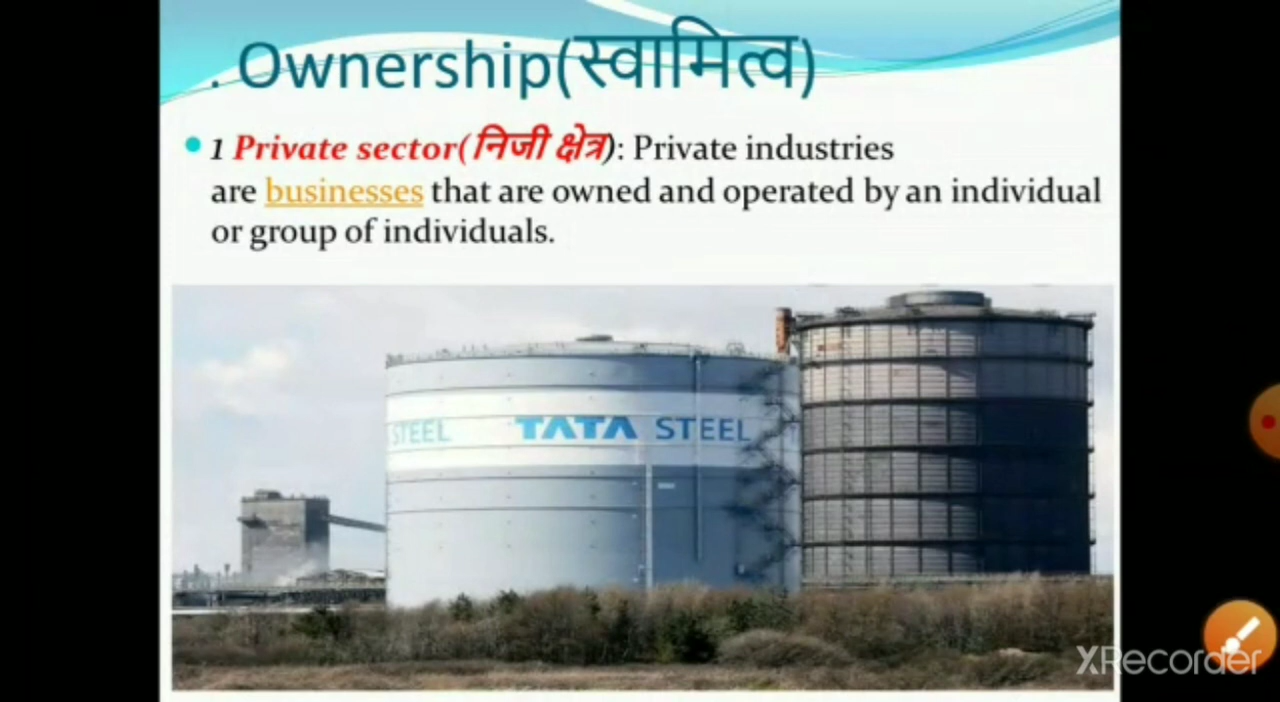 . Ownership(स्वामित्व)
1 Private sector(निजी क्षेत्र): Private industries
are businesses that are owned and operated by an individual
or group of individuals.
STEEL TATA STEEL
XRecorder